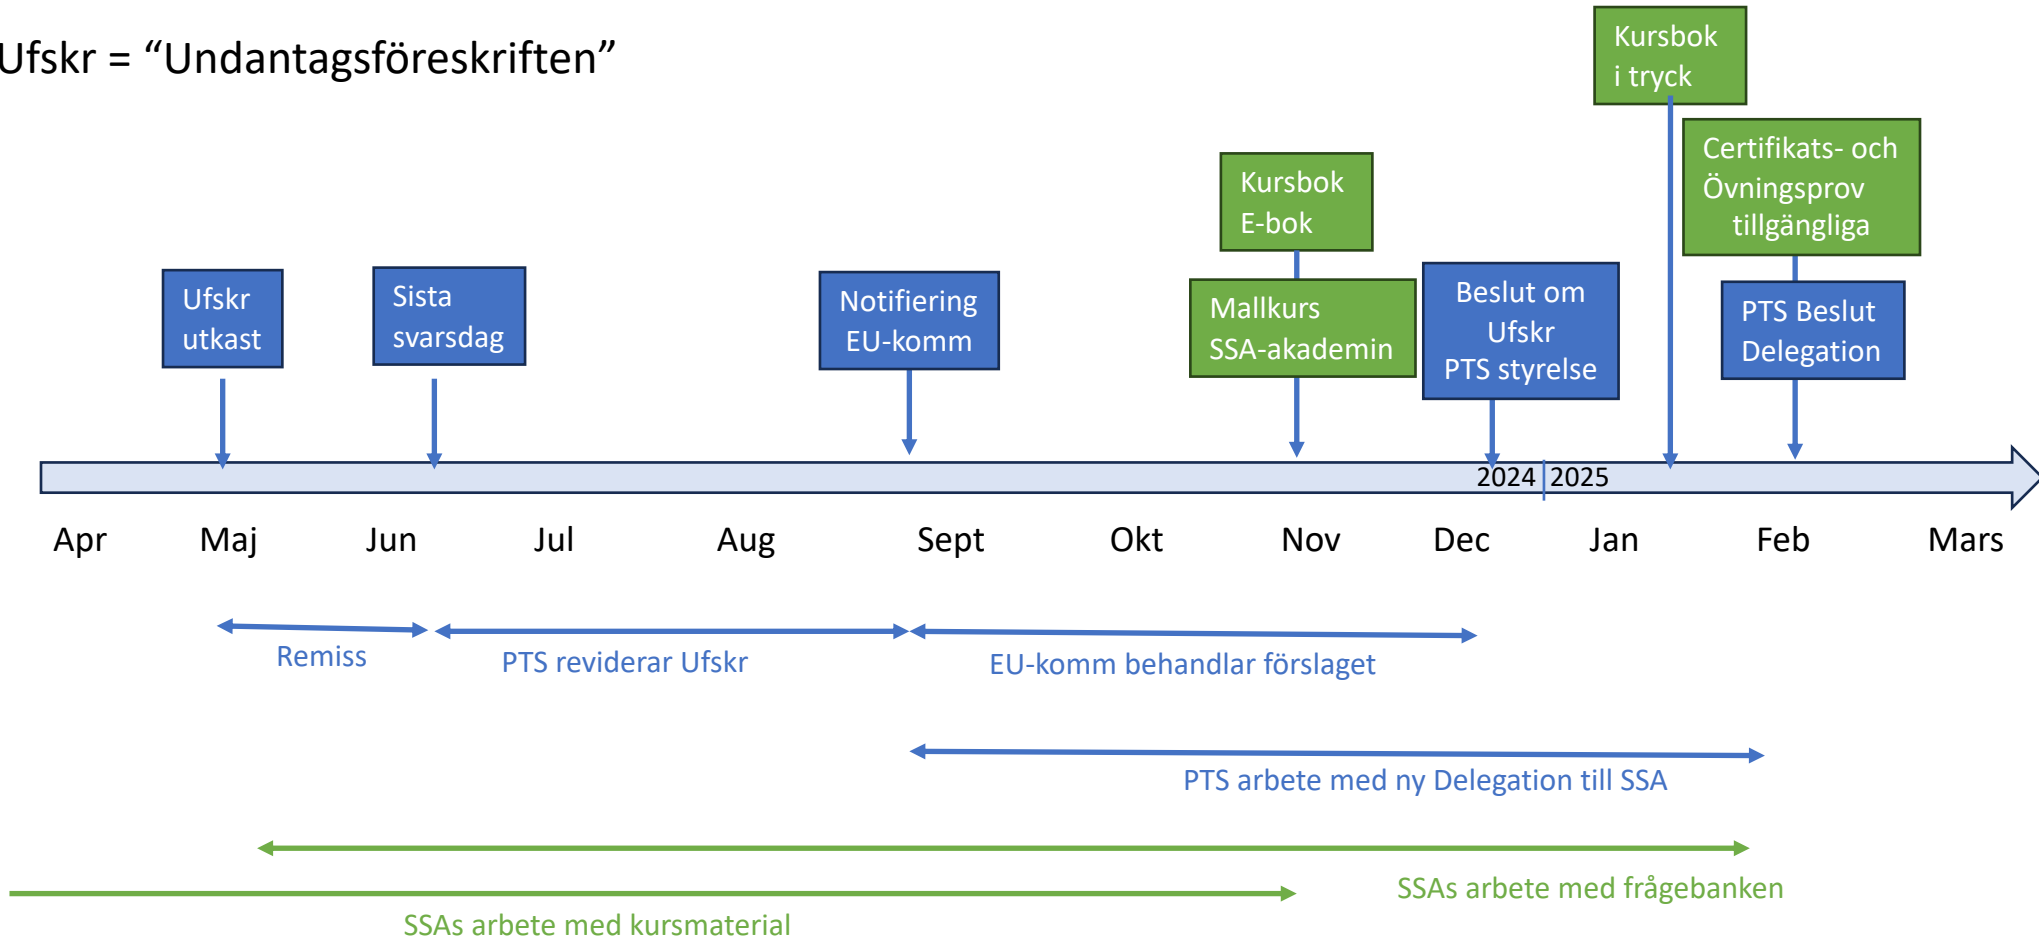 Ufskr = “Undantagsföreskriften”
Kursbok
i tryck
Certifikats- och
Övningsprov
tillgängliga
Kursbok
E-bok
Ufskr
utkast
Sista
svarsdag
Notifiering
EU-komm
Mallkurs
SSA-akademin
Beslut om
Ufskr
PTS styrelse
PTS Beslut
Delegation
2024 2025
Apr Maj Jun Jul Aug Sept Okt Nov Dec Jan Feb Mars
Remiss
PTS reviderar Ufskr
EU-komm behandlar förslaget
PTS arbete med ny Delegation till SSA
SSAs arbete med frågebanken
SSAs arbete med kursmaterial